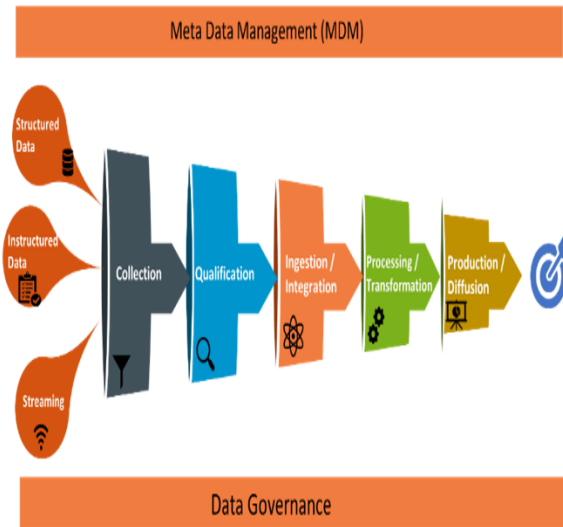 Meta Data Management (MDM)
Structured
Data
Instructured
Data
Streaming
Collection
Qualification
Ingestion /
Integration
Processing /
Transformation
Production /
Diffusion
Data Governance